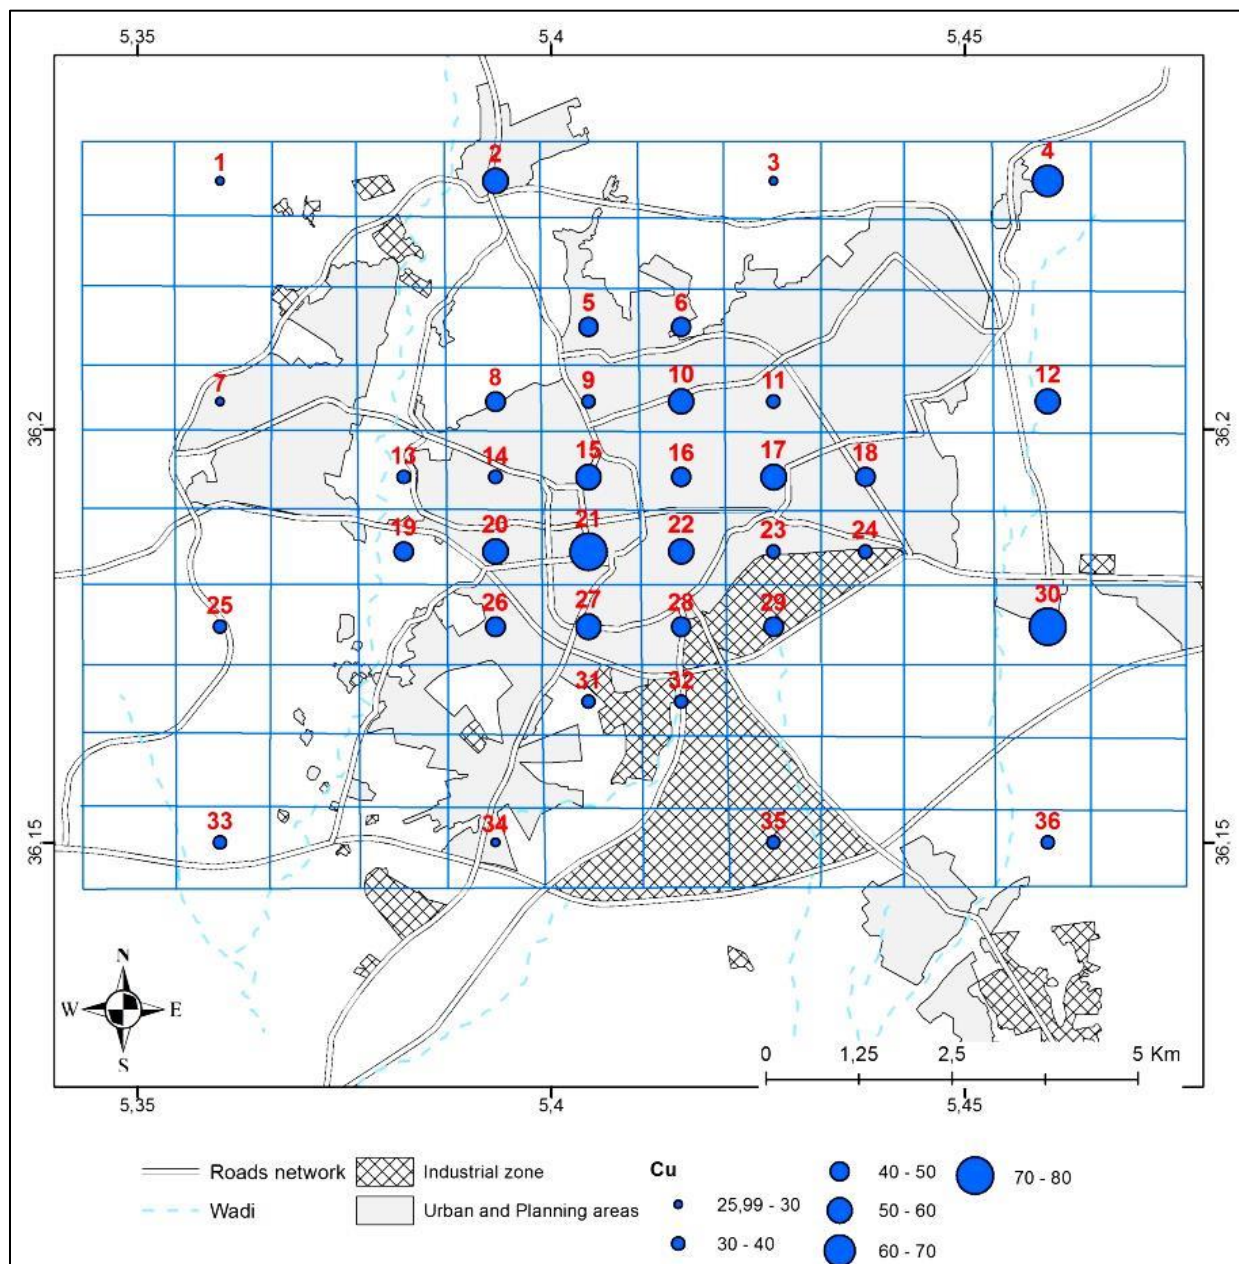 5,35 5,4 5,45
1 2 3 4
5 6
7 8 9 10 11 12
36,2 36,2
13 14 15 16 17 18
19 20 21 22 23 24
25 26 27 28 29 30
31 32
36,15 36,15
33 34 35 36
N
W E
S
0 1,25 2,5 5 Km
5,35 5,4 5,45
Roads network
Wadi
Industrial zone
Urban and Planning areas
Cu
25,99 - 30
30 - 40
40 - 50
50 - 60
60 - 70
70 - 80